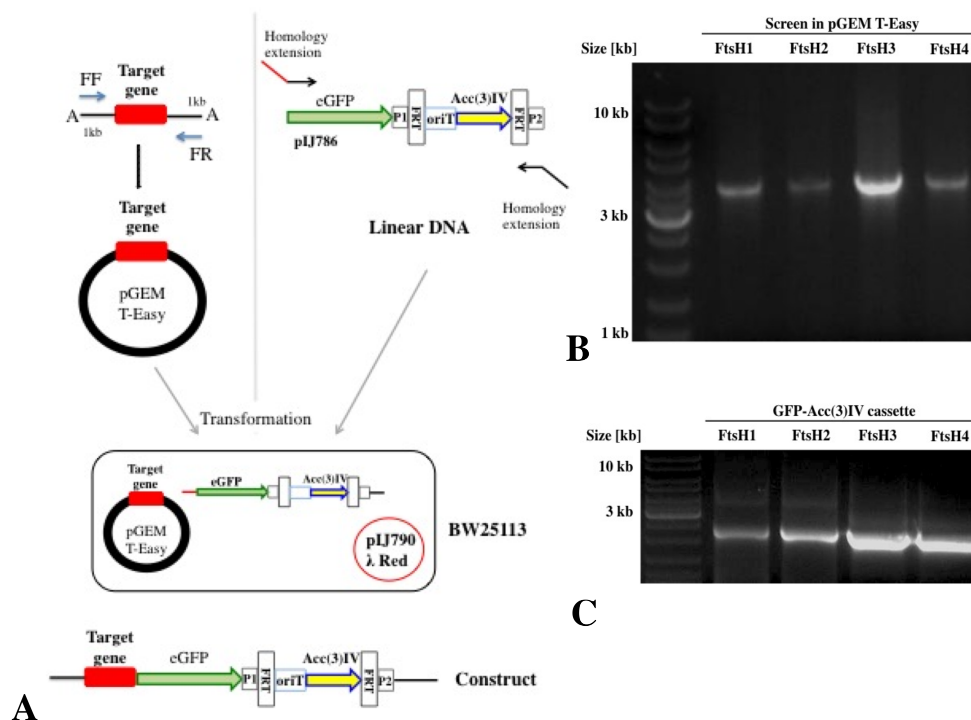 Homology
extension
Target
gene
FF
1kb
A
A
1kb
FR
eGFP
Acc(3)IV
P1
FRT
oriT
FRT
P2
pIJ786
Homology
extension
Linear DNA
Target
gene
pGEM
T-Easy
Transformation
Target
gene
eGFP
Acc(3)IV
pGEM
T-Easy
pIJ790
λ Red
BW25113
Target
gene
eGFP
Acc(3)IV
P1
FRT
oriT
FRT
P2
Construct
A
Screen in pGEM T-Easy
Size [kb]
FtsH1
FtsH2
FtsH3
FtsH4
10 kb
3 kb
1 kb
B
GFP-Acc(3)IV cassette
Size [kb]
FtsH1
FtsH2
FtsH3
FtsH4
10 kb
3 kb
C